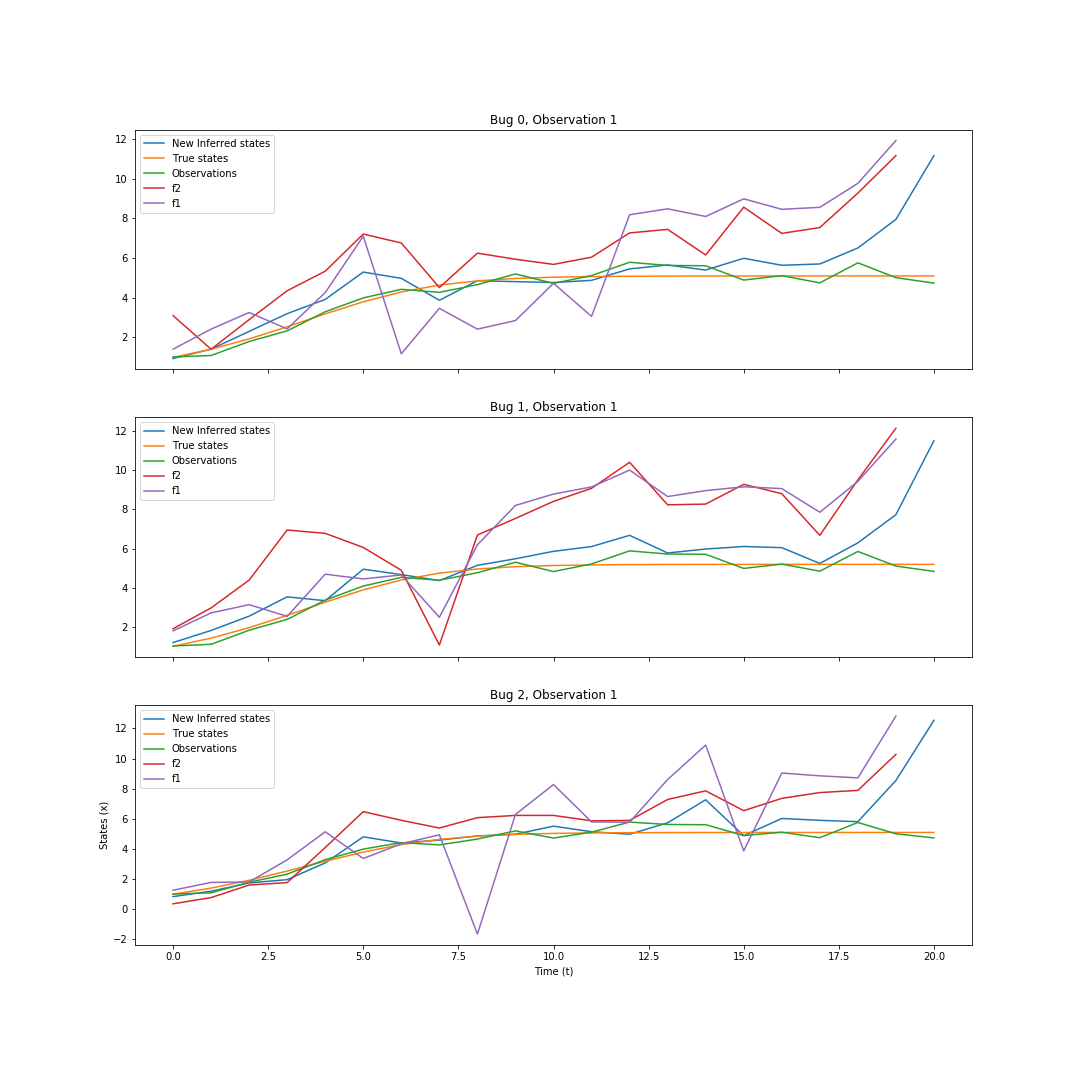 Bug 0, Observation 1
12
10
8
6
4
2
New Inferred states
True states
Observations
f2
f1
Bug 1, Observation 1
12
10
8
6
4
2
New Inferred states
True states
Observations
f2
f1
Bug 2, Observation 1
12
10
8
6
4
2
0
−2
States (x)
New Inferred states
True states
Observations
f2
f1
0.0 2.5 5.0 7.5 10.0 12.5 15.0 17.5 20.0
Time (t)